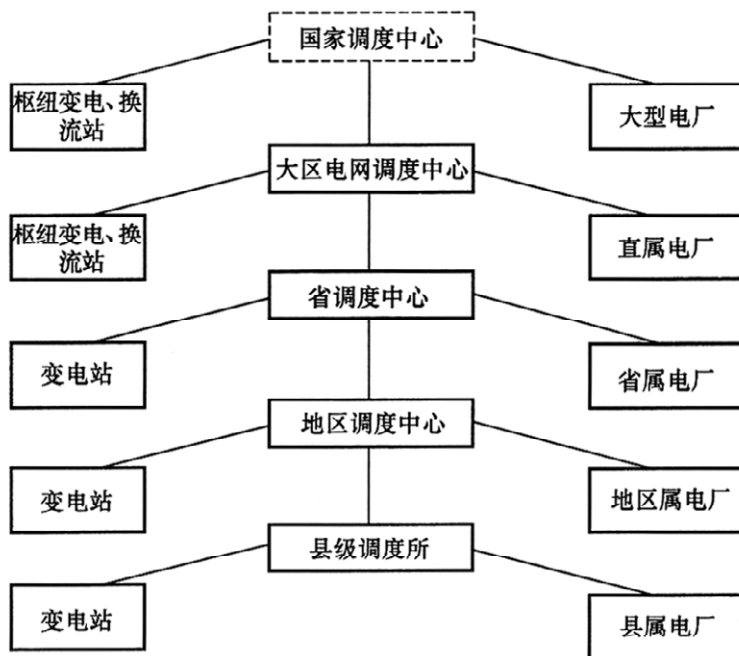 国家调度中心
枢纽变电、换
流站
大型电厂
大区电网调度中心
枢纽变电、换
流站
直属电厂
省调度中心
变电站
省属电厂
地区调度中心
变电站
地区属电厂
县级调度所
变电站
县属电厂